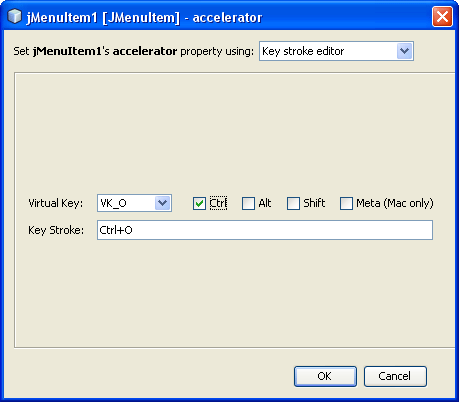 jMenuItem1 [JMenuItem] - accelerator
Set jMenuItem1's accelerator property using: Key stroke editor
Virtual Key: VK_O Ctrl Alt Shift Meta (Mac only)
Key Stroke: Ctrl+O
OK Cancel